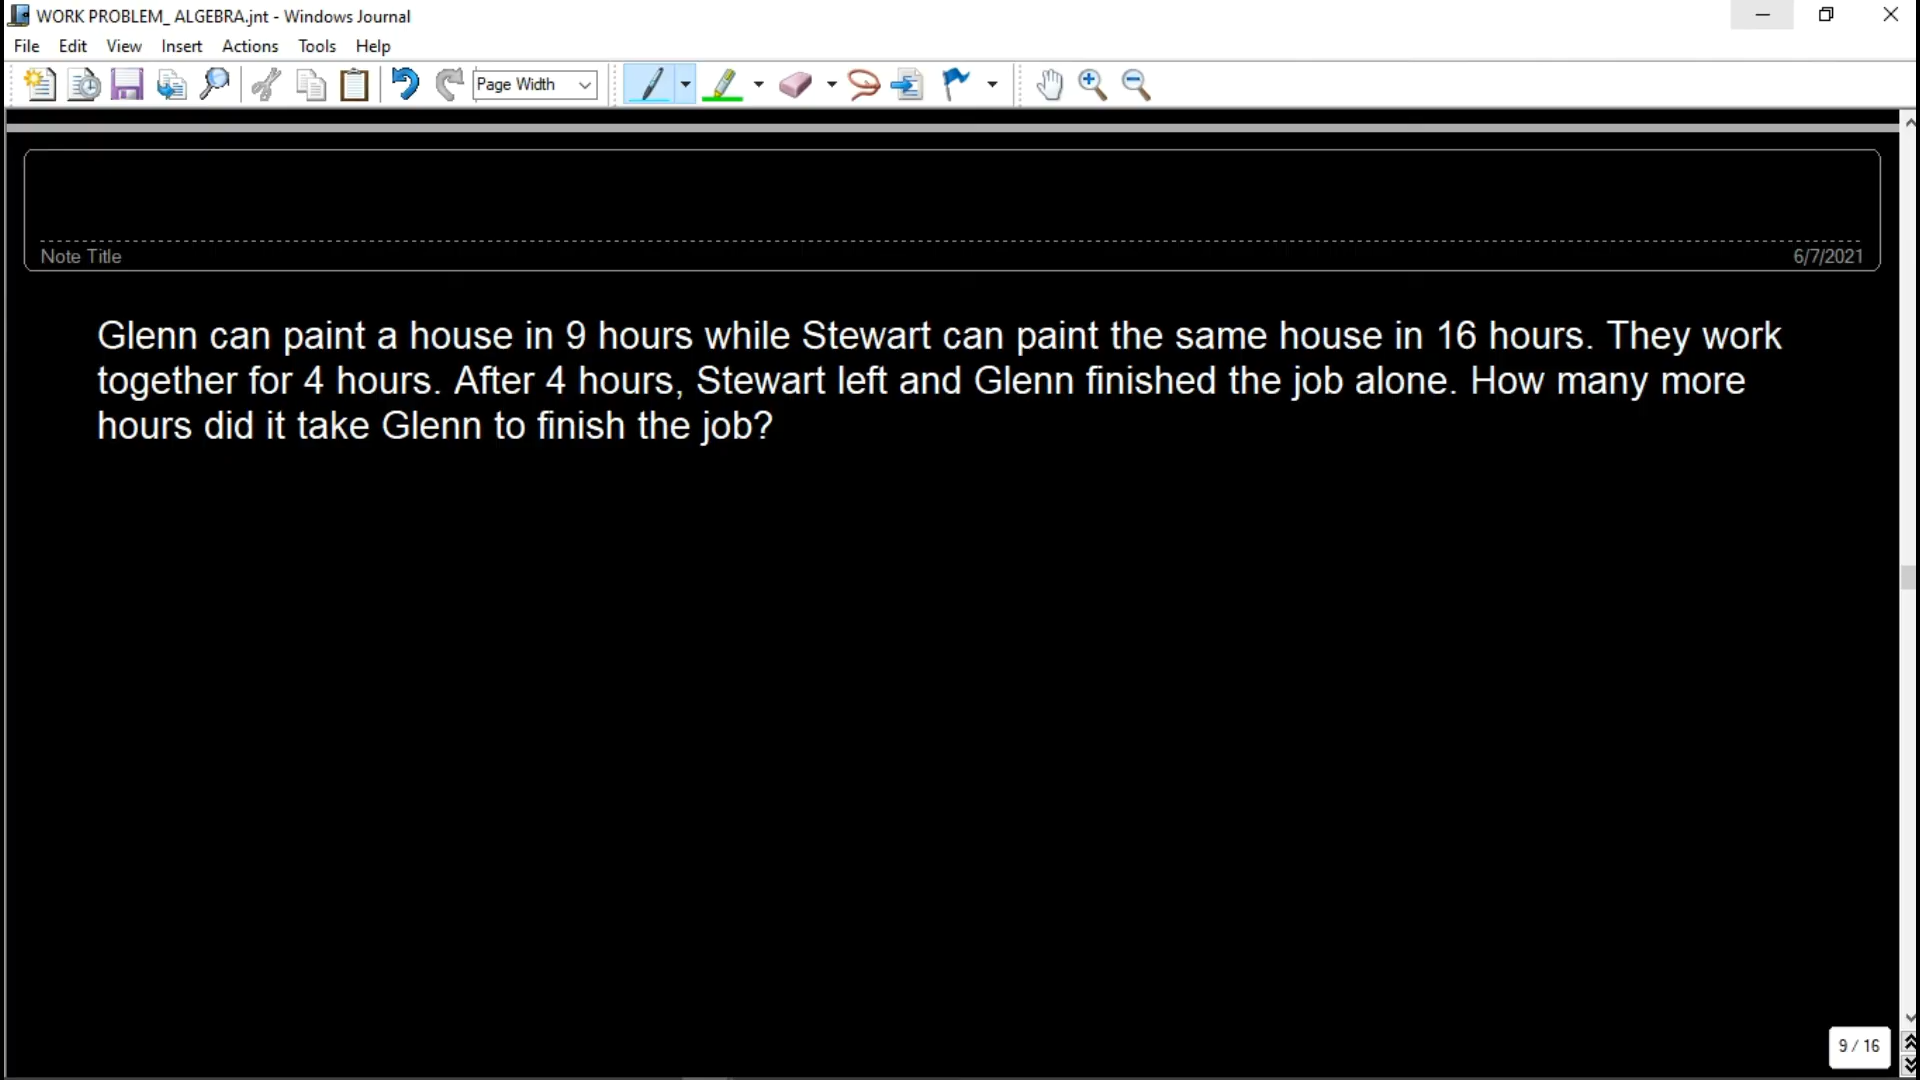 WORK PROBLEM_ ALGEBRA.jnt - Windows Journal
File Edit View Insert Actions Tools Help
Page Width
Note Title 6/7/2021
Glenn can paint a house in 9 hours while Stewart can paint the same house in 16 hours. They work
together for 4 hours. After 4 hours, Stewart left and Glenn finished the job alone. How many more
hours did it take Glenn to finish the job?
9 / 16